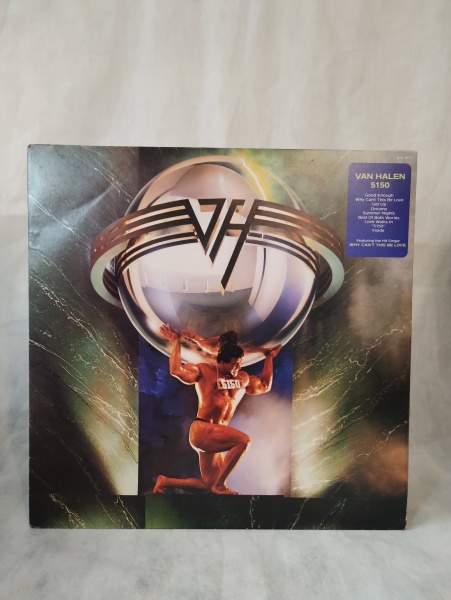 VAN HALEN
5150
Good Enough
Why Can't This Be Love
Get Up
Dreams
Summer Nights
Best Of Both Worlds
Love Walks In
"5150"
Inside
Featuring the Hit Single
WHY CAN'T THIS BE LOVE
VH
5150